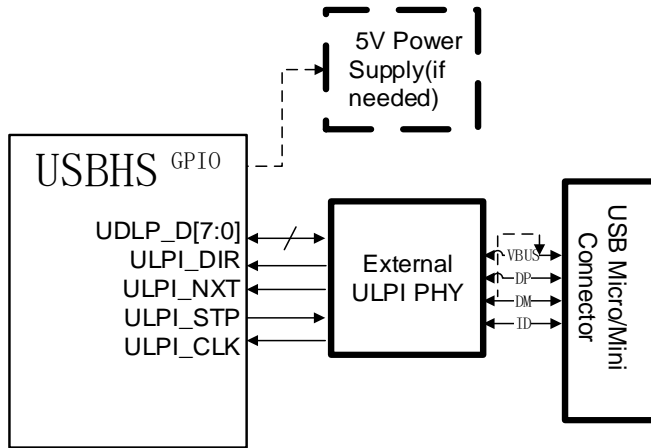 5V Power
Supply(if
needed)
USBHS GPIO
UDLP_D[7:0]
ULPI_DIR
ULPI_NXT
ULPI_STP
ULPI_CLK
External
ULPI PHY
VBUS
DP
DM
ID
USB Micro/Mini
Connector